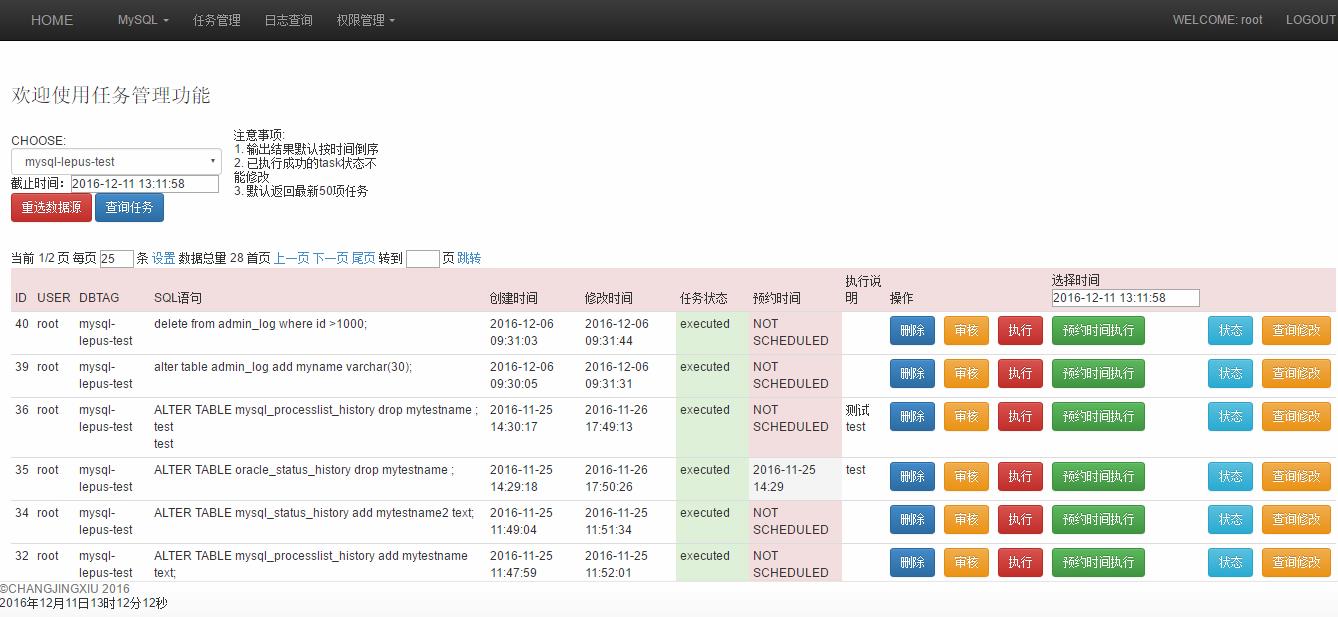 HOME MySQL 任务管理 日志查询 权限管理 WELCOME: root LOGOUT
欢迎使用任务管理功能
CHOOSE:
mysql-lepus-test
截止时间: 2016-12-11 13:11:58
重选数据源 查询任务
注意事项:
1. 输出结果默认按时间倒序
2. 已执行成功的task状态不
能修改
3. 默认返回最新50项任务
当前 1/2 页 每页 25 条 设置 数据总量 28 首页 上一页 下一页 尾页 转到 页 跳转
ID USER DBTAG SQL语句 创建时间 修改时间 任务状态 预约时间 执行说明 操作 选择时间 2016-12-11 13:11:58
40 root mysql- delete from admin_log where id >1000; 2016-12-06 2016-12-06 executed NOT 删除 审核 执行 预约时间执行 状态 查询修改
lepus-test 09:31:03 09:31:44 SCHEDULED
39 root mysql- alter table admin_log add myname varchar(30); 2016-12-06 2016-12-06 executed NOT 删除 审核 执行 预约时间执行 状态 查询修改
lepus-test 09:30:05 09:31:31 SCHEDULED
36 root mysql- ALTER TABLE mysql_processlist_history drop mytestname ; 2016-11-25 2016-11-26 executed NOT 测试 删除 审核 执行 预约时间执行 状态 查询修改
lepus-test test 14:30:17 17:49:13 SCHEDULED test
test
35 root mysql- ALTER TABLE oracle_status_history drop mytestname ; 2016-11-25 2016-11-26 executed 2016-11-25 test 删除 审核 执行 预约时间执行 状态 查询修改
lepus-test 14:29:18 17:50:26 14:29
34 root mysql- ALTER TABLE mysql_status_history add mytestname2 text; 2016-11-25 2016-11-25 executed NOT 删除 审核 执行 预约时间执行 状态 查询修改
lepus-test 11:49:04 11:51:34 SCHEDULED
32 root mysql- ALTER TABLE mysql_processlist_history add mytestname 2016-11-25 2016-11-25 executed NOT 删除 审核 执行 预约时间执行 状态 查询修改
lepus-test text; 11:47:59 11:52:01 SCHEDULED
©CHANGJINGXIU 2016
2016年12月11日13时12分12秒